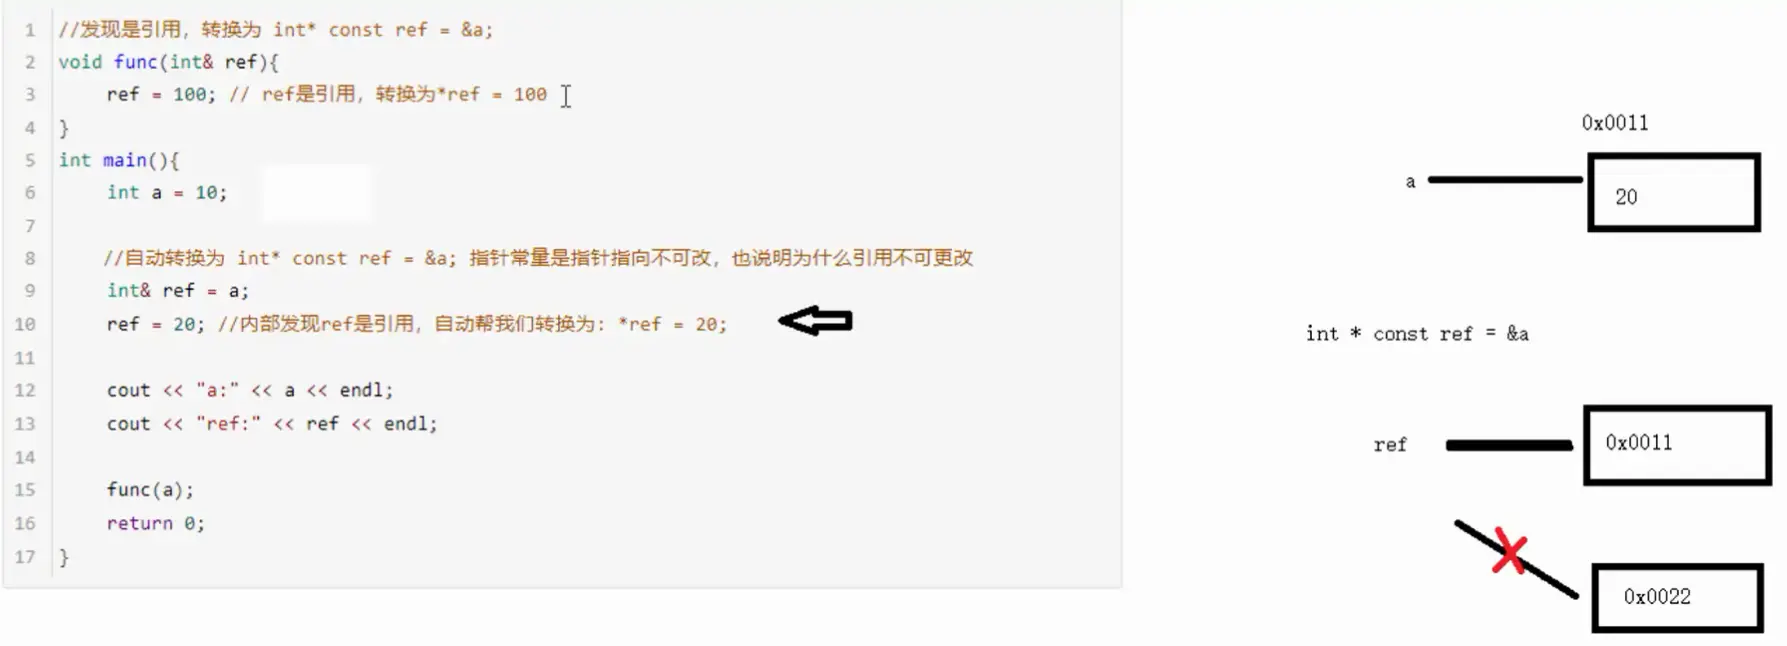 1 //发现是引用，转换为 int* const ref = &a;
2 void func(int& ref){
3 ref = 100; // ref是引用，转换为*ref = 100
4 }
5 int main(){
6 int a = 10;
7
8 //自动转换为 int* const ref = &a; 指针常量是指针指向不可改，也说明为什么引用不可更改
9 int& ref = a;
10 ref = 20; //内部发现ref是引用，自动帮我们转换为: *ref = 20;
11
12 cout << "a:" << a << endl;
13 cout << "ref:" << ref << endl;
14
15 func(a);
16 return 0;
17 }
0x0011
a 20
int * const ref = &a
ref 0x0011
0x0022